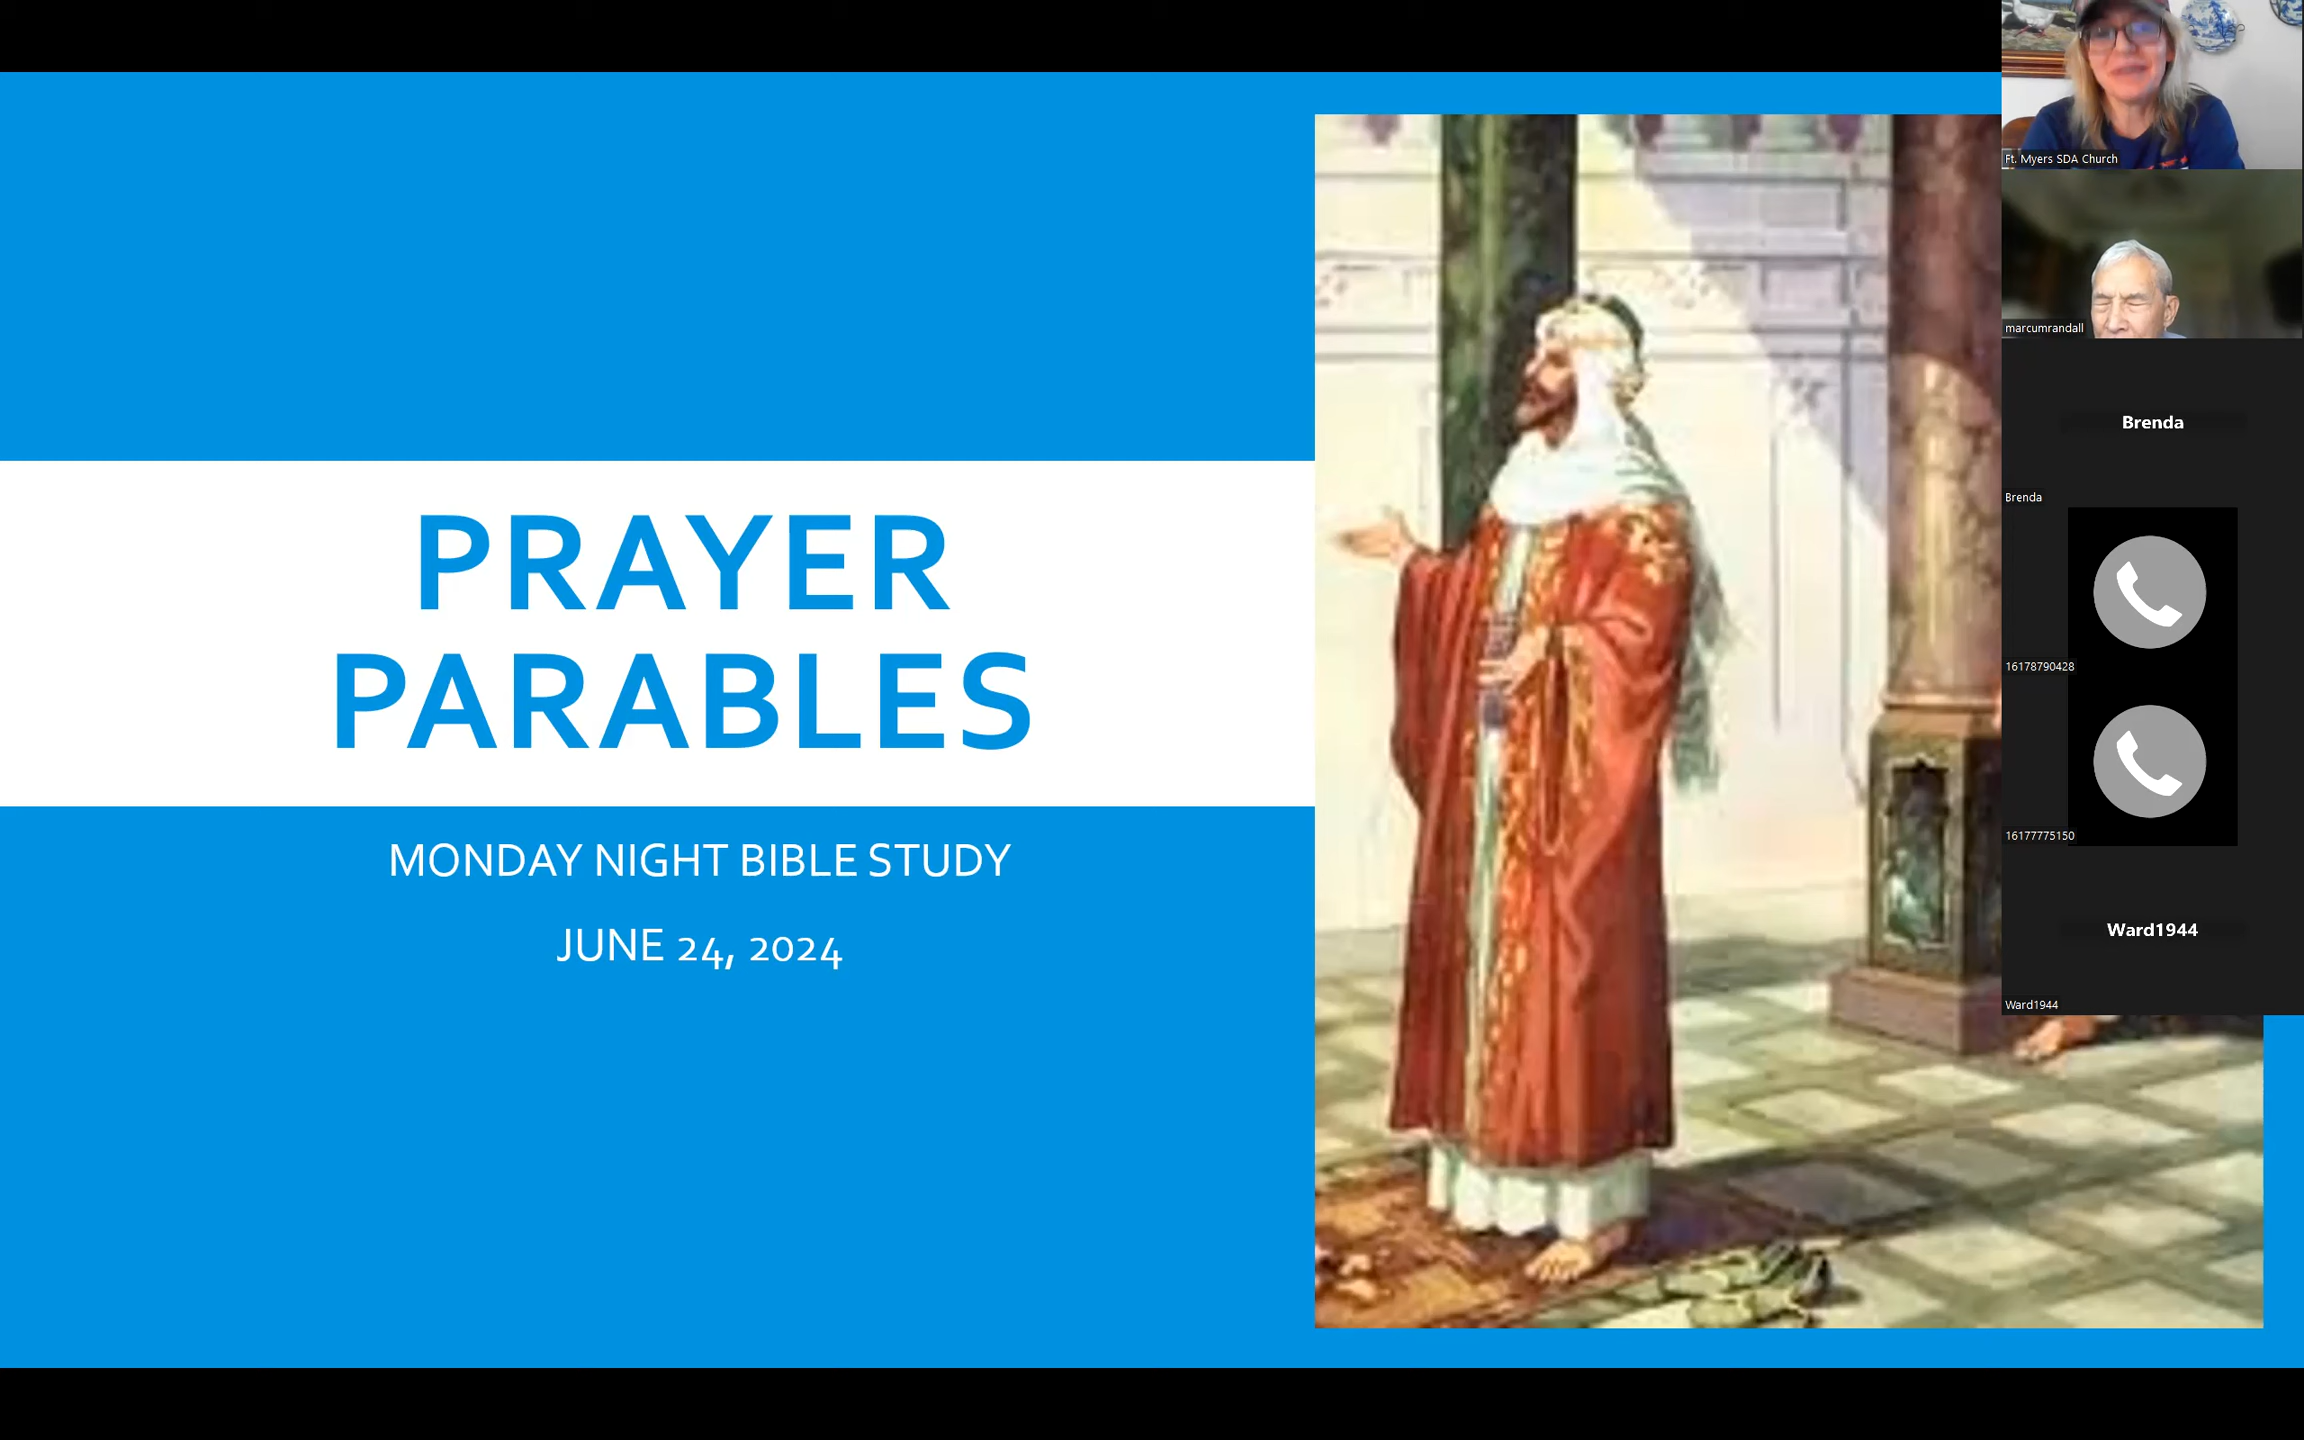 PRAYER
PARABLES
MONDAY NIGHT BIBLE STUDY
JUNE 24, 2024
Ft. Myers SDA Church
marcumrandall
Brenda
Brenda
16178790428
16177775150
Ward1944
Ward1944